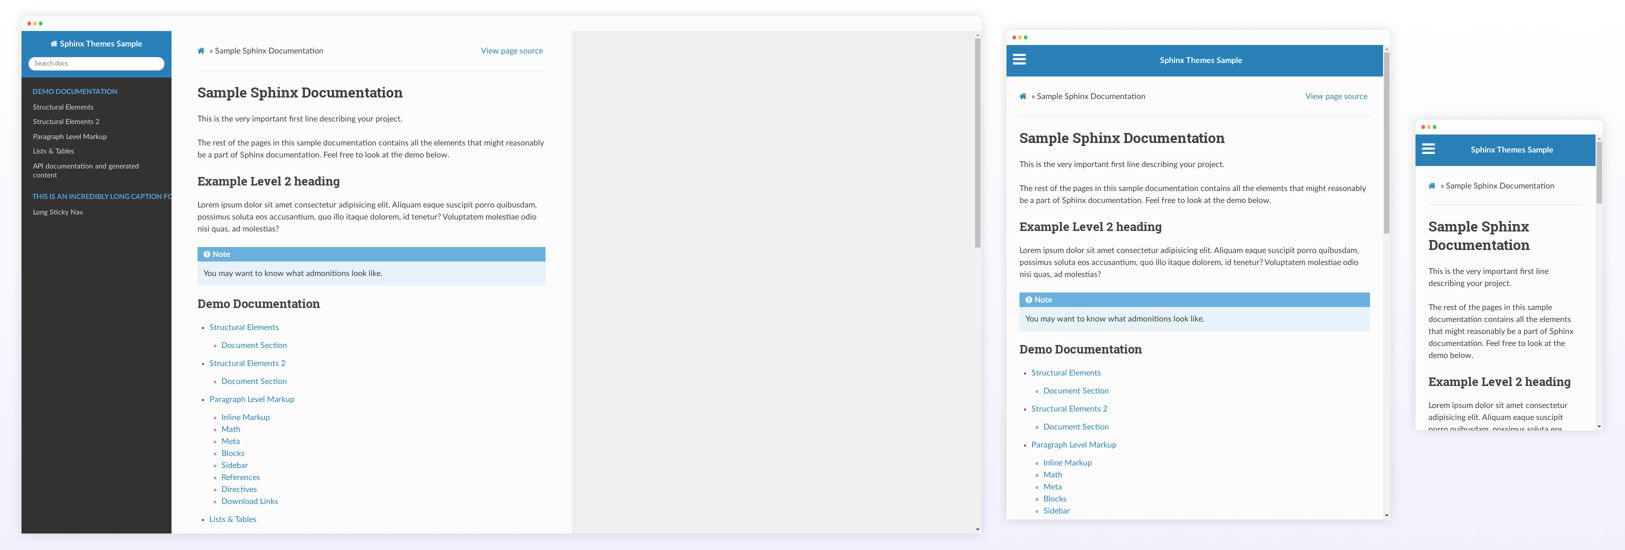 Sphinx Themes Sample
Search docs
DEMO DOCUMENTATION
Structural Elements
Structural Elements 2
Paragraph Level Markup
Lists & Tables
API documentation and generated
content
THIS IS AN INCREDIBLY LONG CAPTION FO
Long Sticky Nav
» Sample Sphinx Documentation
View page source
Sample Sphinx Documentation
This is the very important first line describing your project.
The rest of the pages in this sample documentation contains all the elements that might reasonably
be a part of Sphinx documentation. Feel free to look at the demo below.
Example Level 2 heading
Lorem ipsum dolor sit amet consectetur adipisicing elit. Aliquam eaque suscipit porro quibusdam,
possimus soluta eos accusantium, quo illo itaque dolorem, id tenetur? Voluptatem molestiae odio
nisi quas, ad molestias?
Note
You may want to know what admonitions look like.
Demo Documentation
• Structural Elements
Document Section
• Structural Elements 2
Document Section
• Paragraph Level Markup
Inline Markup
Math
Meta
Blocks
Sidebar
References
Directives
Download Links
• Lists & Tables
Sphinx Themes Sample
» Sample Sphinx Documentation
View page source
Sample Sphinx Documentation
This is the very important first line describing your project.
The rest of the pages in this sample documentation contains all the elements that might reasonably
be a part of Sphinx documentation. Feel free to look at the demo below.
Example Level 2 heading
Lorem ipsum dolor sit amet consectetur adipisicing elit. Aliquam eaque suscipit porro quibusdam,
possimus soluta eos accusantium, quo illo itaque dolorem, id tenetur? Voluptatem molestiae odio
nisi quas, ad molestias?
Note
You may want to know what admonitions look like.
Demo Documentation
• Structural Elements
Document Section
• Structural Elements 2
Document Section
• Paragraph Level Markup
Inline Markup
Math
Meta
Blocks
Sidebar
Sphinx Themes Sample
» Sample Sphinx Documentation
Sample Sphinx
Documentation
This is the very important first line
describing your project.
The rest of the pages in this sample
documentation contains all the elements
that might reasonably be a part of Sphinx
documentation. Feel free to look at the
demo below.
Example Level 2 heading
Lorem ipsum dolor sit amet consectetur
adipisicing elit. Aliquam eaque suscipit
porro quibusdam, possimus soluta eos